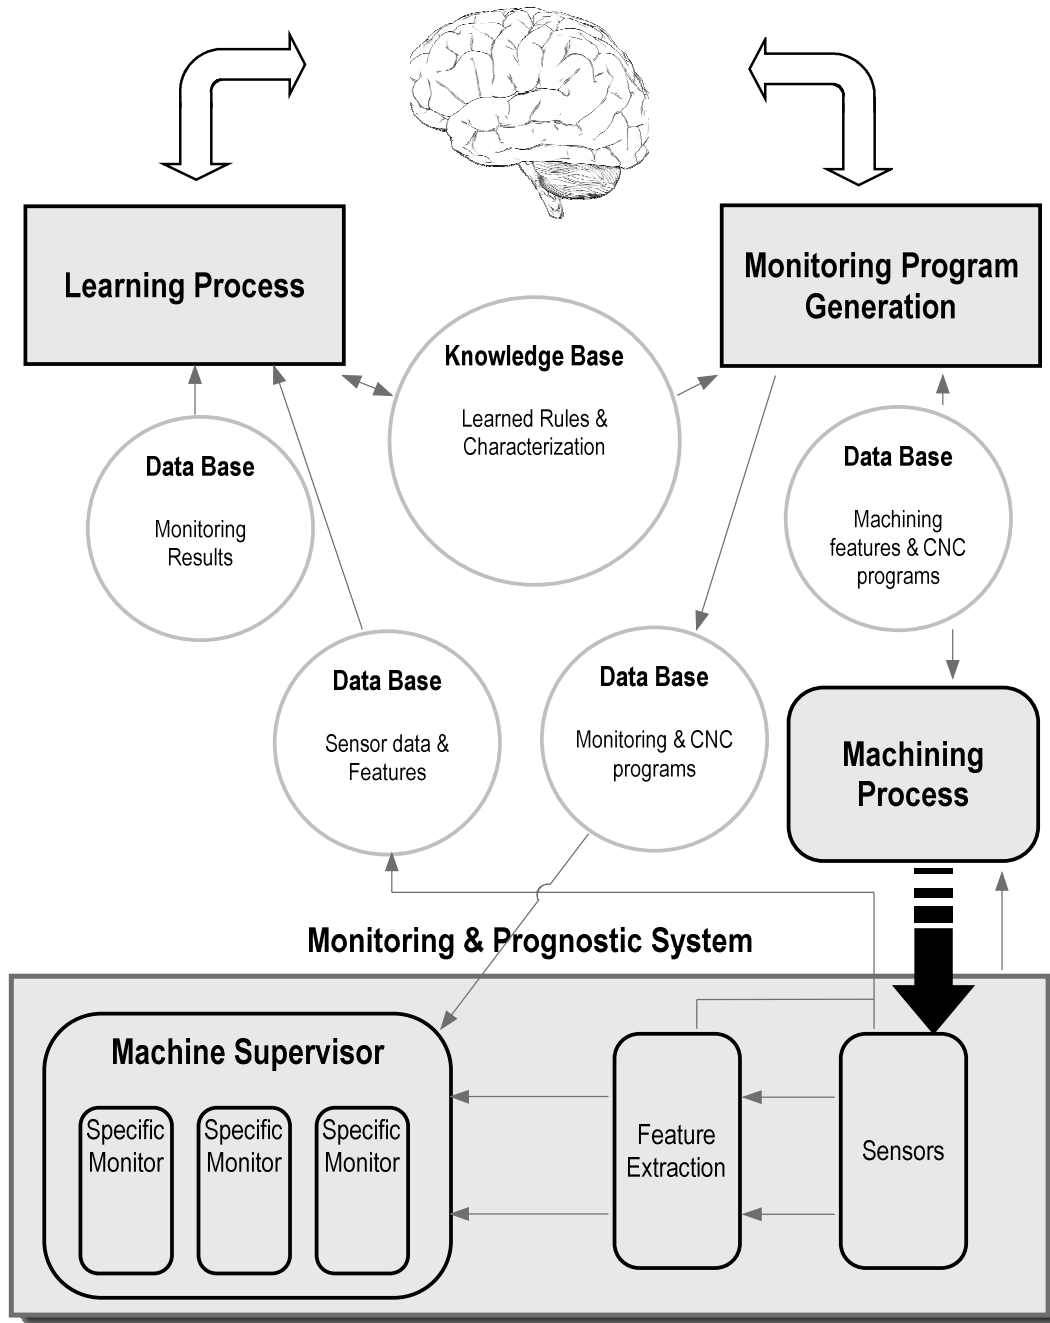 Learning Process
Monitoring Program
Generation
Knowledge Base
Learned Rules &
Characterization
Data Base
Monitoring
Results
Data Base
Machining
features & CNC
programs
Data Base
Sensor data &
Features
Data Base
Monitoring & CNC
programs
Machining
Process
Monitoring & Prognostic System
Machine Supervisor
Specific
Monitor
Specific
Monitor
Specific
Monitor
Feature
Extraction
Sensors